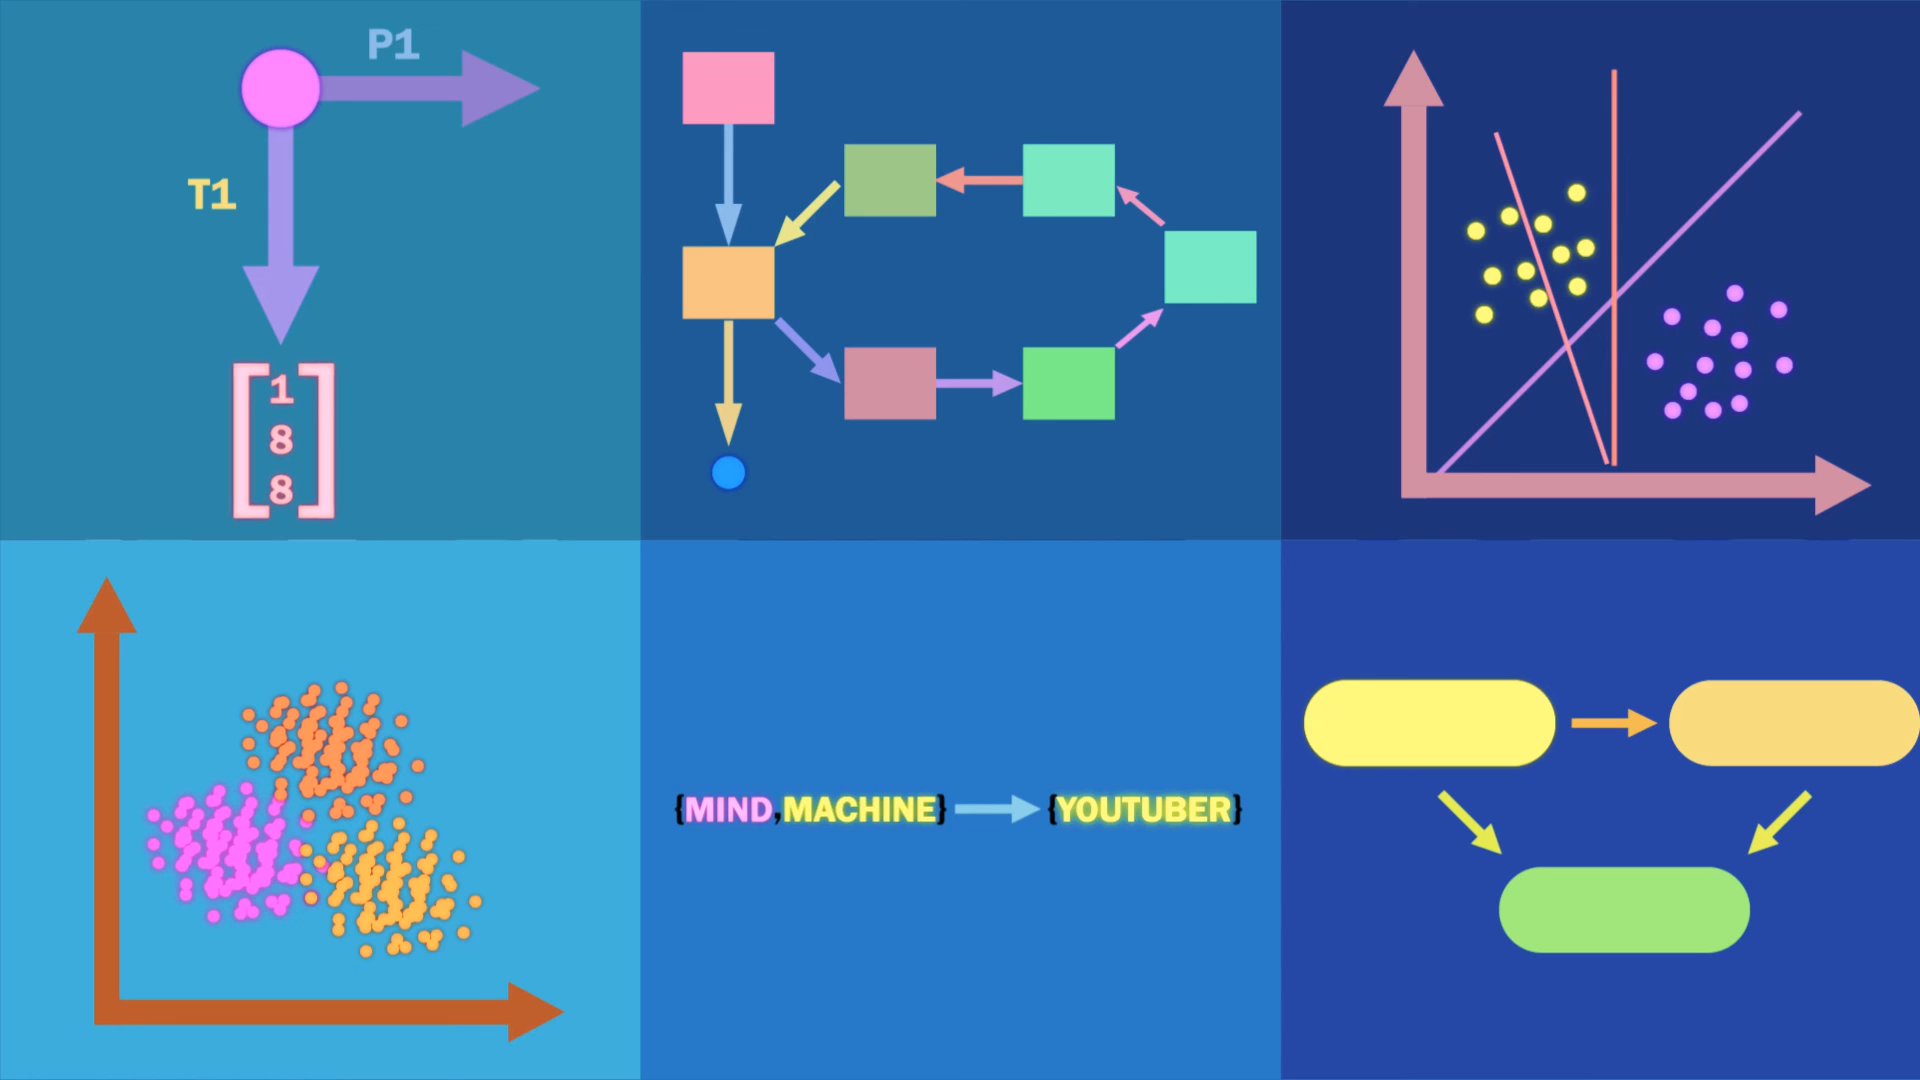 P1
T1
1
8
8
{MIND,MACHINE} {YOUTUBER}